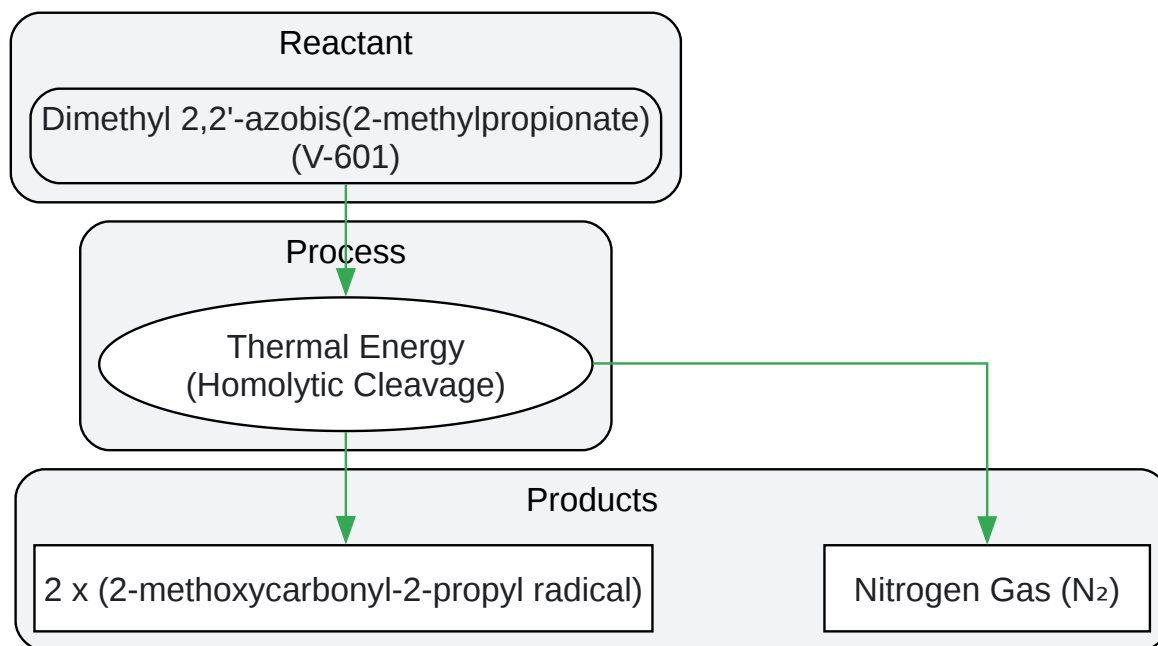 Reactant
Dimethyl 2,2'-azobis(2-methylpropionate)
(V-601)
Process
Thermal Energy
(Homolytic Cleavage)
Products
2 x (2-methoxycarbonyl-2-propyl radical)
Nitrogen Gas (N₂)